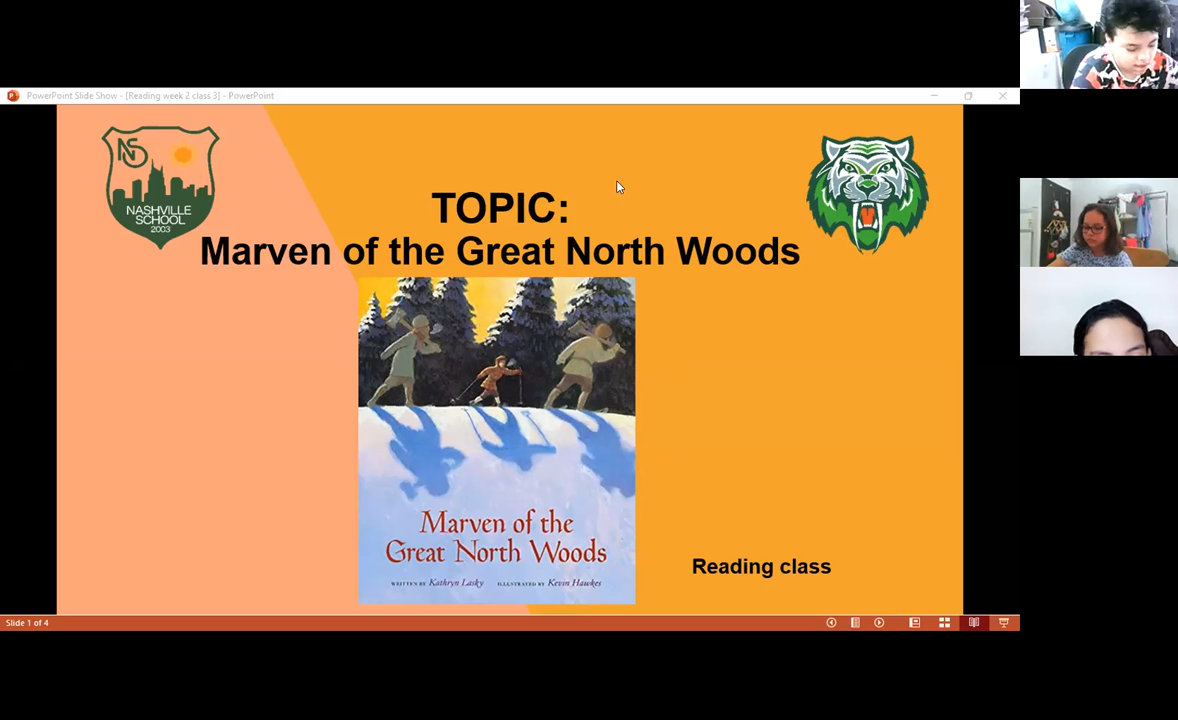 PowerPoint Slide Show - [Reading week 2 class 3] - PowerPoint
NS
NASHVILLE
SCHOOL
2003
TOPIC:
Marven of the Great North Woods
Marven of the
Great North Woods
WRITTEN BY Kathryn Lasky ILLUSTRATED BY Kevin Hawkes
Reading class
Slide 1 of 4